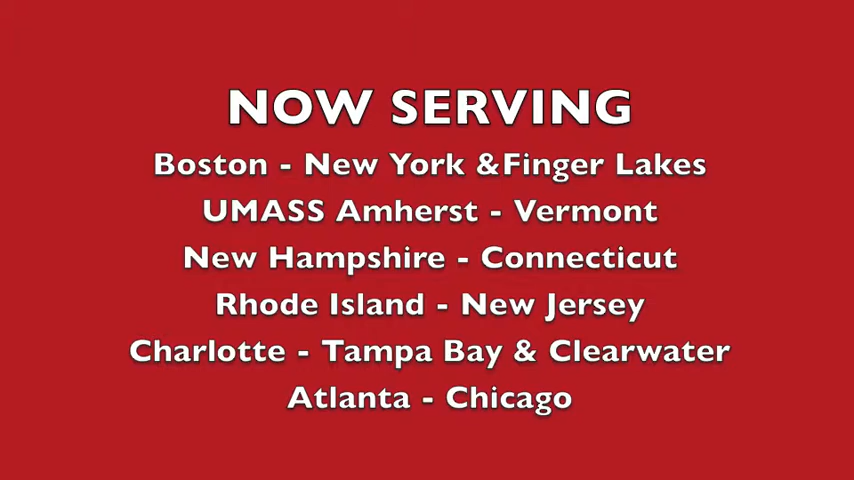 NOW SERVING
Boston - New York &Finger Lakes
UMASS Amherst - Vermont
New Hampshire - Connecticut
Rhode Island - New Jersey
Charlotte - Tampa Bay & Clearwater
Atlanta - Chicago